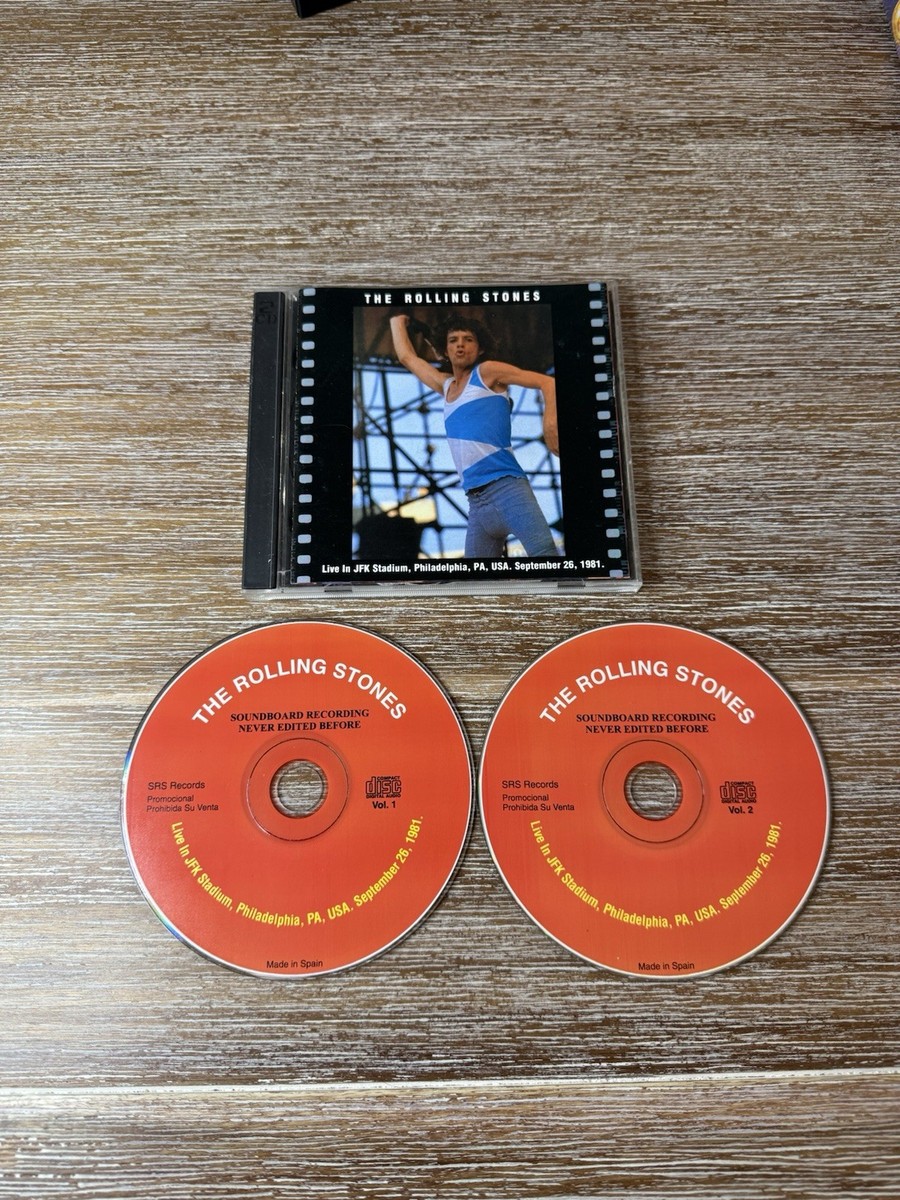 THE ROLLING STONES
Live In JFK Stadium, Philadelphia, PA, USA. September 26, 1981.
THE ROLLING STONES
SOUNDBOARD RECORDING
NEVER EDITED BEFORE
SRS Records
Promocional
Prohibida Su Venta
COMPACT
disc
DIGITAL AUDIO
Vol. 1
Live In JFK Stadium, Philadelphia, PA, USA. September 26, 1981.
Made in Spain
THE ROLLING STONES
SOUNDBOARD RECORDING
NEVER EDITED BEFORE
SRS Records
Promocional
Prohibida Su Venta
COMPACT
disc
DIGITAL AUDIO
Vol. 2
Live In JFK Stadium, Philadelphia, PA, USA. September 26, 1981.
Made in Spain